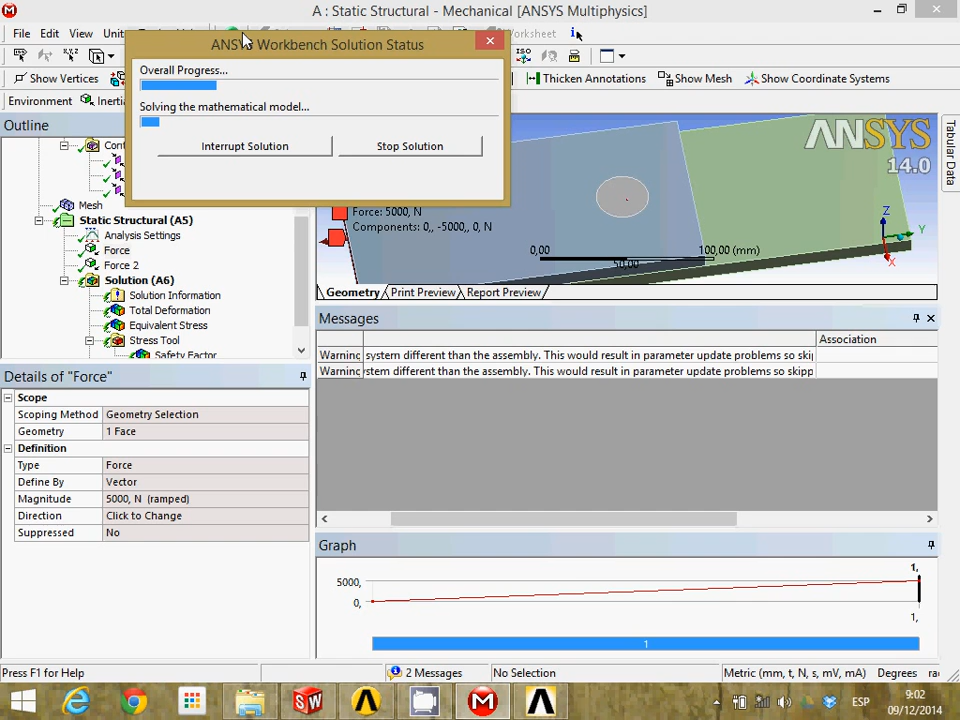 A : Static Structural - Mechanical [ANSYS Multiphysics]
File Edit View Worksheet
ANSYS Workbench Solution Status
Overall Progress...
Solving the mathematical model...
Interrupt Solution Stop Solution
Show Vertices Thicken Annotations Show Mesh Show Coordinate Systems
Environment
Outline
Mesh
Static Structural (A5)
Analysis Settings
Force
Force 2
Solution (A6)
Solution Information
Total Deformation
Equivalent Stress
Stress Tool
Safety Factor
ANSYS
14.0
Force: 5000, N
Components: 0,, -5000,, 0, N
0,00 100,00 (mm)
50,00
Z
Y
X
Tabular Data
Geometry Print Preview Report Preview
Messages
Association
Warning system different than the assembly. This would result in parameter update problems so skip
Warning system different than the assembly. This would result in parameter update problems so skipp
Details of "Force"
Scope
Scoping Method Geometry Selection
Geometry 1 Face
Definition
Type Force
Define By Vector
Magnitude 5000, N (ramped)
Direction Click to Change
Suppressed No
Graph
1,
5000,
0,
1,
1
Press F1 for Help 2 Messages No Selection Metric (mm, t, N, s, mV, mA) Degrees
ESP
9:02
09/12/2014